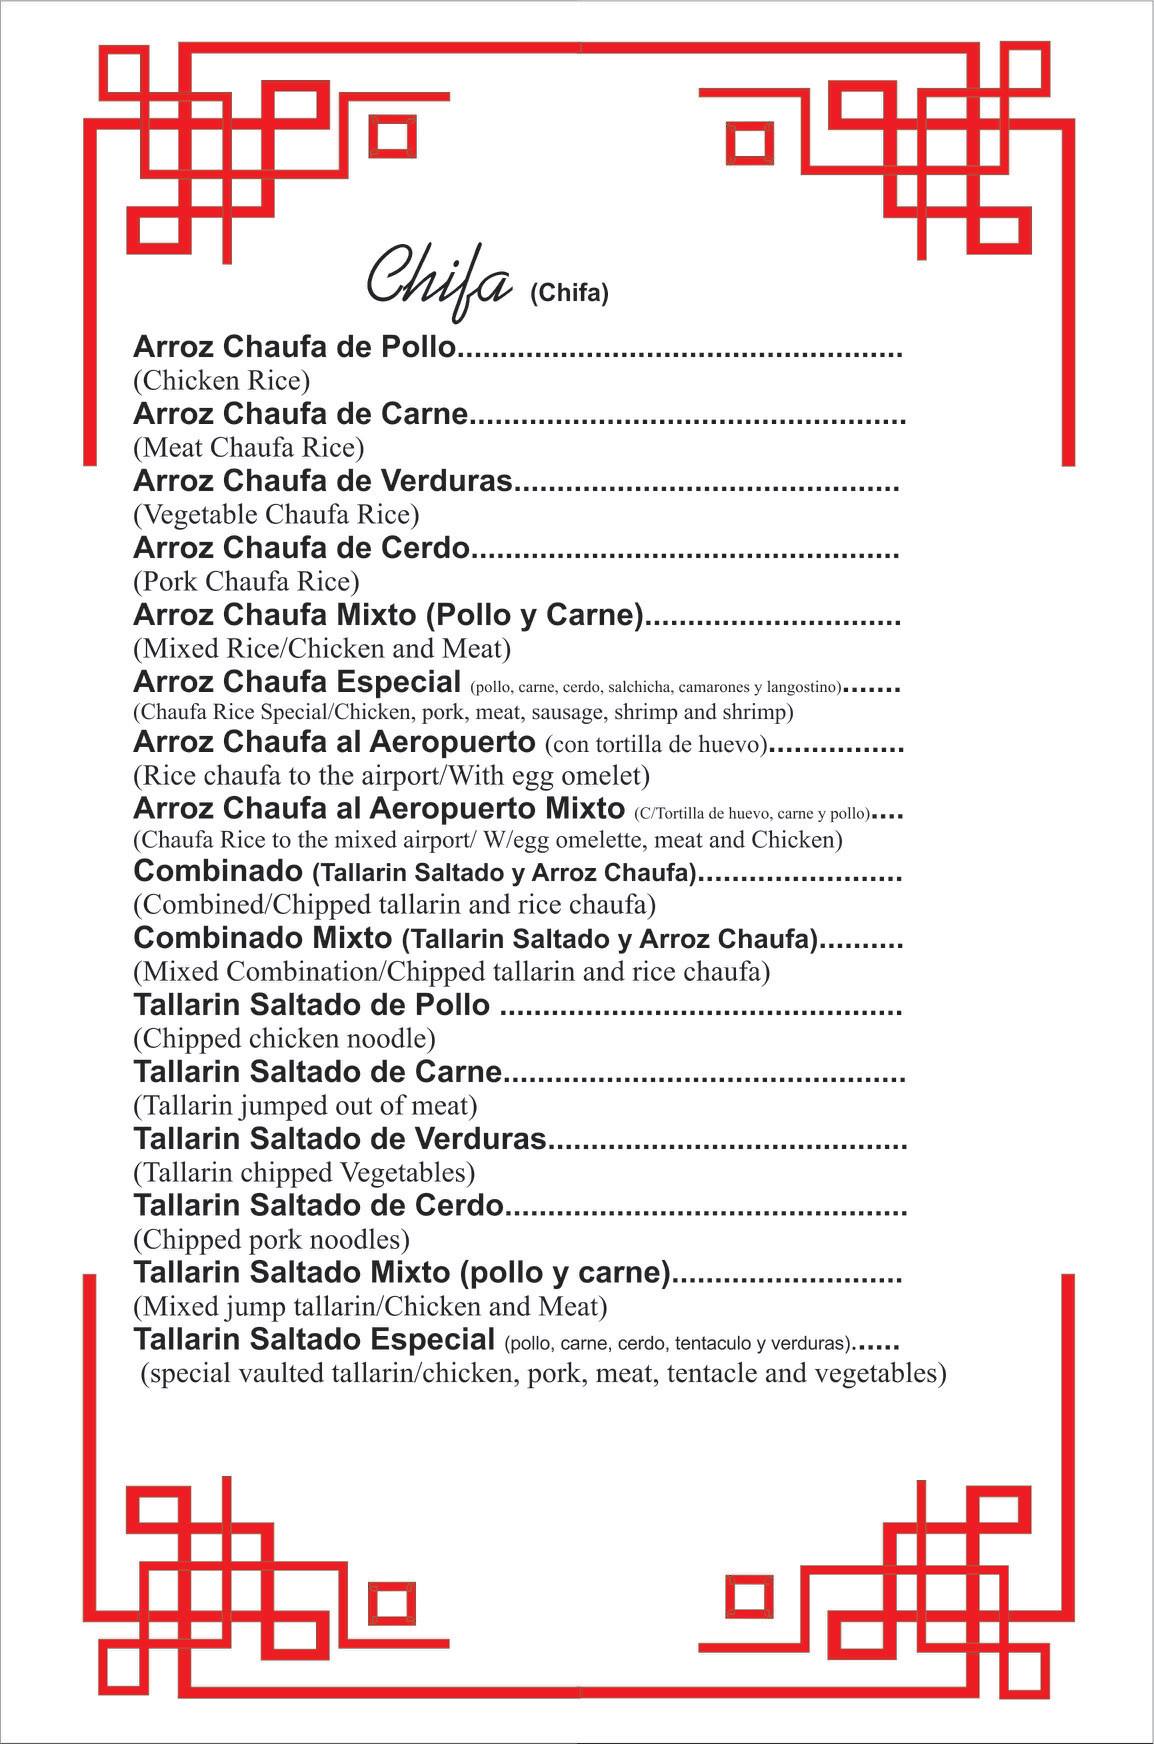 Chifa (Chifa)
Arroz Chaufa de Pollo....................................................
(Chicken Rice)
Arroz Chaufa de Carne...................................................
(Meat Chaufa Rice)
Arroz Chaufa de Verduras.............................................
(Vegetable Chaufa Rice)
Arroz Chaufa de Cerdo..................................................
(Pork Chaufa Rice)
Arroz Chaufa Mixto (Pollo y Carne)..............................
(Mixed Rice/Chicken and Meat)
Arroz Chaufa Especial (pollo, carne, cerdo, salchicha, camarones y langostino).......
(Chaufa Rice Special/Chicken, pork, meat, sausage, shrimp and shrimp)
Arroz Chaufa al Aeropuerto (con tortilla de huevo)................
(Rice chaufa to the airport/With egg omelet)
Arroz Chaufa al Aeropuerto Mixto (C/Tortilla de huevo, carne y pollo)....
(Chaufa Rice to the mixed airport/ W/egg omelette, meat and Chicken)
Combinado (Tallarin Saltado y Arroz Chaufa)........................
(Combined/Chipped tallarin and rice chaufa)
Combinado Mixto (Tallarin Saltado y Arroz Chaufa)..........
(Mixed Combination/Chipped tallarin and rice chaufa)
Tallarin Saltado de Pollo ...............................................
(Chipped chicken noodle)
Tallarin Saltado de Carne...............................................
(Tallarin jumped out of meat)
Tallarin Saltado de Verduras..........................................
(Tallarin chipped Vegetables)
Tallarin Saltado de Cerdo...............................................
(Chipped pork noodles)
Tallarin Saltado Mixto (pollo y carne)...........................
(Mixed jump tallarin/Chicken and Meat)
Tallarin Saltado Especial (pollo, carne, cerdo, tentaculo y verduras)......
(special vaulted tallarin/chicken, pork, meat, tentacle and vegetables)